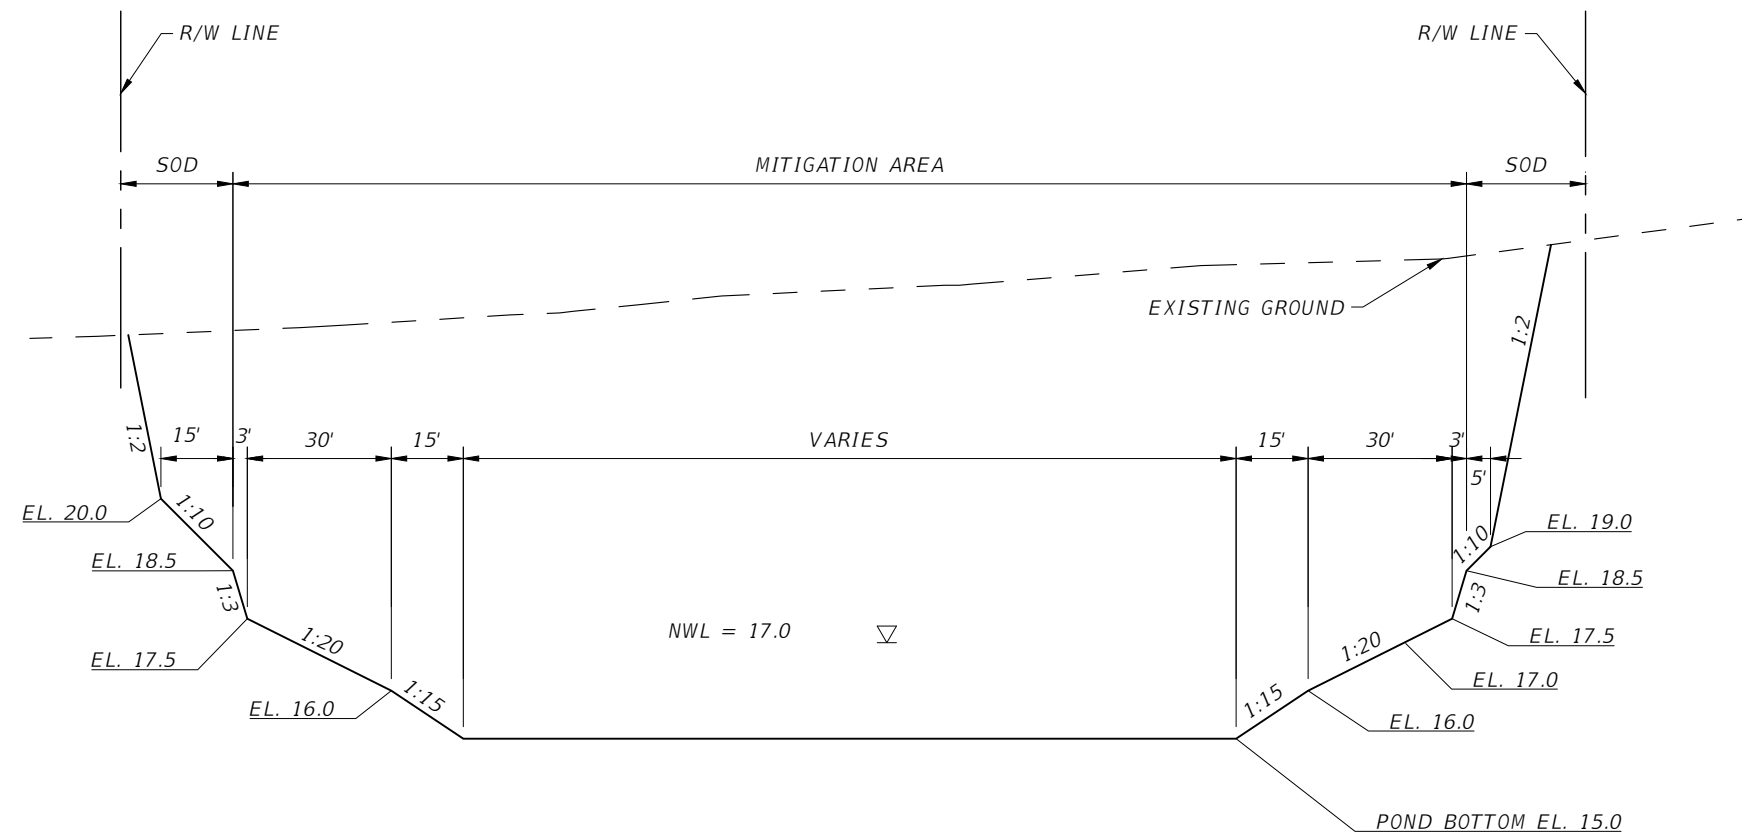 R/W LINE
R/W LINE
SOD
MITIGATION AREA
SOD
EXISTING GROUND
1:2
1:2
15'
3'
30'
15'
VARIES
15'
30'
3'
5'
EL. 20.0
1:10
EL. 19.0
1:10
EL. 18.5
EL. 18.5
1:3
1:3
NWL = 17.0
1:20
1:20
EL. 17.5
EL. 17.5
EL. 17.0
1:15
1:15
EL. 16.0
EL. 16.0
POND BOTTOM EL. 15.0